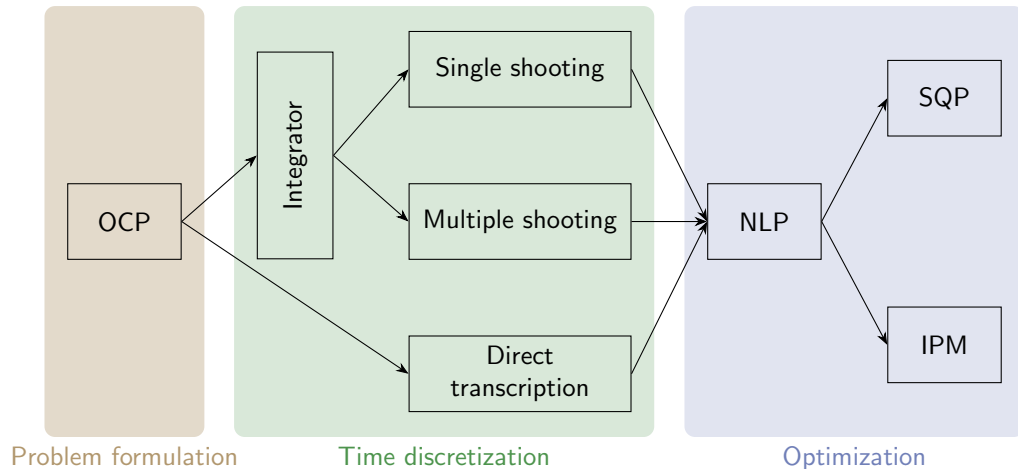 OCP
Integrator
Single shooting
Multiple shooting
Direct
transcription
NLP
SQP
IPM
Problem formulation
Time discretization
Optimization